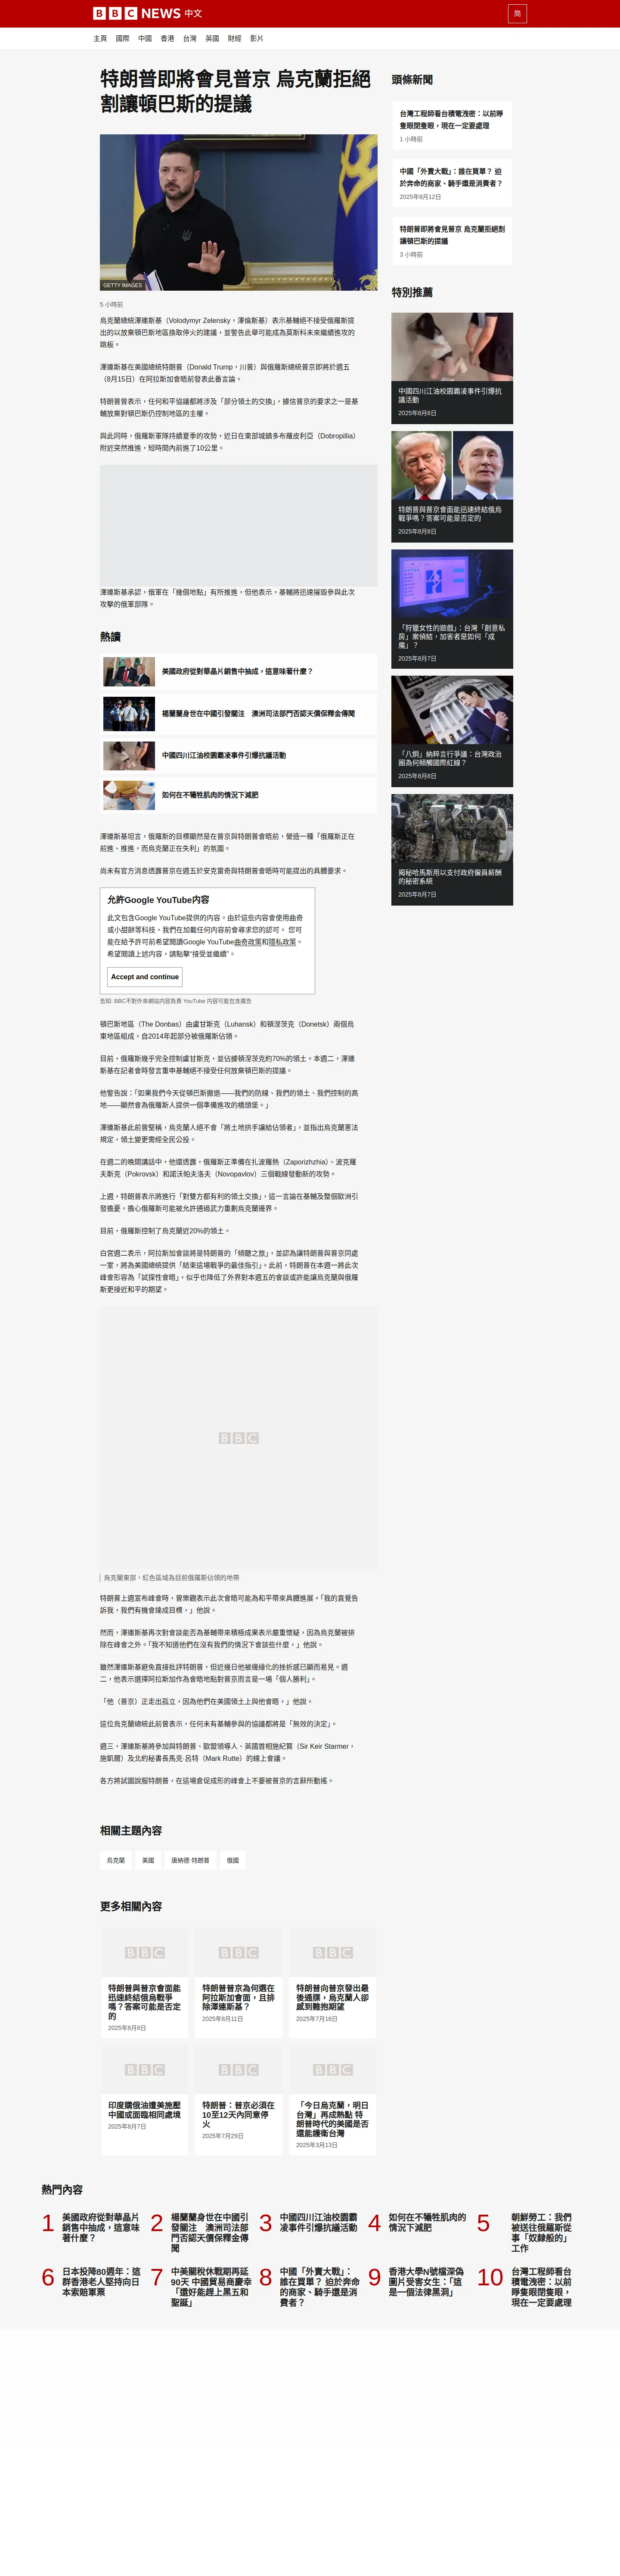 BBC NEWS 中文
简
主頁 國際 中國 香港 台灣 英國 財經 影片
特朗普即將會見普京 烏克蘭拒絕
割讓頓巴斯的提議
GETTY IMAGES
5 小時前
烏克蘭總統澤連斯基（Volodymyr Zelensky，澤倫斯基）表示基輔絕不接受俄羅斯提
出的以放棄頓巴斯地區換取停火的建議，並警告此舉可能成為莫斯科未來繼續進攻的
跳板。
澤連斯基在美國總統特朗普（Donald Trump，川普）與俄羅斯總統普京即將於週五
（8月15日）在阿拉斯加會晤前發表此番言論。
特朗普曾表示，任何和平協議都將涉及「部分領土的交換」，據信普京的要求之一是基
輔放棄對頓巴斯仍控制地區的主權。
與此同時，俄羅斯軍隊持續夏季的攻勢，近日在東部城鎮多布羅皮利亞（Dobropillia）
附近突然推進，短時間內前進了10公里。
澤連斯基承認，俄軍在「幾個地點」有所推進，但他表示，基輔將迅速摧毀參與此次
攻擊的俄軍部隊。
熱讀
美國政府從對華晶片銷售中抽成，這意味著什麼？
楊蘭蘭身世在中國引發關注　澳洲司法部門否認天價保釋金傳聞
中國四川江油校園霸凌事件引爆抗議活動
如何在不犧牲肌肉的情況下減肥
澤連斯基坦言，俄羅斯的目標顯然是在普京與特朗普會晤前，營造一種「俄羅斯正在
前進、推進，而烏克蘭正在失利」的氛圍。
尚未有官方消息透露普京在週五於安克雷奇與特朗普會晤時可能提出的具體要求。
允許Google YouTube内容
此文包含Google YouTube提供的内容。由於這些内容會使用曲奇
或小甜餅等科技，我們在加載任何内容前會尋求您的認可。 您可
能在給予許可前希望閱讀Google YouTube曲奇政策和隱私政策。
希望閱讀上述内容，請點擊"接受並繼續"。
Accept and continue
告知: BBC不對外來網站内容負責 YouTube 内容可能包含廣告
頓巴斯地區（The Donbas）由盧甘斯克（Luhansk）和頓涅茨克（Donetsk）兩個烏
東地區組成，自2014年起部分被俄羅斯佔領。
目前，俄羅斯幾乎完全控制盧甘斯克，並佔據頓涅茨克約70%的領土。本週二，澤連
斯基在記者會時發言重申基輔絕不接受任何放棄頓巴斯的提議。
他警告說：「如果我們今天從頓巴斯撤退——我們的防線、我們的領土、我們控制的高
地——顯然會為俄羅斯人提供一個準備進攻的橋頭堡。」
澤連斯基此前曾堅稱，烏克蘭人絕不會「將土地拱手讓給佔領者」，並指出烏克蘭憲法
規定，領土變更需經全民公投。
在週二的晚間講話中，他還透露，俄羅斯正準備在扎波羅熱（Zaporizhzhia）、波克羅
夫斯克（Pokrovsk）和諾沃帕夫洛夫（Novopavlov）三個戰線發動新的攻勢。
上週，特朗普表示將進行「對雙方都有利的領土交換」，這一言論在基輔及整個歐洲引
發擔憂，擔心俄羅斯可能被允許通過武力重劃烏克蘭邊界。
目前，俄羅斯控制了烏克蘭近20%的領土。
白宮週二表示，阿拉斯加會談將是特朗普的「傾聽之旅」，並認為讓特朗普與普京同處
一室，將為美國總統提供「結束這場戰爭的最佳指引」。此前，特朗普在本週一將此次
峰會形容為「試探性會晤」，似乎也降低了外界對本週五的會談或許能讓烏克蘭與俄羅
斯更接近和平的期望。
BBC
烏克蘭東部，紅色區域為目前俄羅斯佔領的地帶
特朗普上週宣布峰會時，曾樂觀表示此次會晤可能為和平帶來具體進展。「我的直覺告
訴我，我們有機會達成目標，」他說。
然而，澤連斯基再次對會談能否為基輔帶來積極成果表示嚴重懷疑，因為烏克蘭被排
除在峰會之外。「我不知道他們在沒有我們的情況下會談些什麼，」他說。
雖然澤連斯基避免直接批評特朗普，但近幾日他被邊緣化的挫折感已顯而易見。週
二，他表示選擇阿拉斯加作為會晤地點對普京而言是一場「個人勝利」。
「他（普京）正走出孤立，因為他們在美國領土上與他會晤，」他說。
這位烏克蘭總統此前曾表示，任何未有基輔參與的協議都將是「無效的決定」。
週三，澤連斯基將參加與特朗普、歐盟領導人、英國首相施紀賢（Sir Keir Starmer，
施凱爾）及北約秘書長馬克·呂特（Mark Rutte）的線上會議。
各方將試圖說服特朗普，在這場倉促成形的峰會上不要被普京的言辭所動搖。
相關主題內容
烏克蘭 美國 唐納德·特朗普 俄國
更多相關內容
BBC BBC BBC
特朗普與普京會面能
迅速終結俄烏戰爭
嗎？答案可能是否定
的
2025年8月8日
特朗普普京為何選在
阿拉斯加會面，且排
除澤連斯基？
2025年8月11日
特朗普向普京發出最
後通牒，烏克蘭人卻
感到難抱期望
2025年7月16日
BBC BBC BBC
印度購俄油遭美施壓
中國或面臨相同處境
2025年8月7日
特朗普：普京必須在
10至12天內同意停
火
2025年7月29日
「今日烏克蘭，明日
台灣」再成熱點 特
朗普時代的美國是否
還能護衛台灣
2025年3月13日
頭條新聞
台灣工程師看台積電洩密：以前睜
隻眼閉隻眼，現在一定要處理
1 小時前
中國「外賣大戰」：誰在買單？ 迫
於奔命的商家、騎手還是消費者？
2025年8月12日
特朗普即將會見普京 烏克蘭拒絕割
讓頓巴斯的提議
3 小時前
特別推薦
中國四川江油校園霸凌事件引爆抗
議活動
2025年8月6日
特朗普與普京會面能迅速終結俄烏
戰爭嗎？答案可能是否定的
2025年8月8日
「狩獵女性的遊戲」：台灣「創意私
房」案偵結，加害者是如何「成
魔」？
2025年8月7日
「八炯」納粹言行爭議：台灣政治
圈為何頻觸國際紅線？
2025年8月8日
揭秘哈馬斯用以支付政府僱員薪酬
的秘密系統
2025年8月7日
熱門內容
1 美國政府從對華晶片
銷售中抽成，這意味
著什麼？
2 楊蘭蘭身世在中國引
發關注　澳洲司法部
門否認天價保釋金傳
聞
3 中國四川江油校園霸
凌事件引爆抗議活動
4 如何在不犧牲肌肉的
情況下減肥
5 朝鮮勞工：我們
被送往俄羅斯從
事「奴隸般的」
工作
6 日本投降80週年：這
群香港老人堅持向日
本索賠軍票
7 中美關稅休戰期再延
90天 中國貿易商慶幸
「還好能趕上黑五和
聖誕」
8 中國「外賣大戰」：
誰在買單？ 迫於奔命
的商家、騎手還是消
費者？
9 香港大學N號檔深偽
圖片受害女生：「這
是一個法律黑洞」
10 台灣工程師看台
積電洩密：以前
睜隻眼閉隻眼，
現在一定要處理